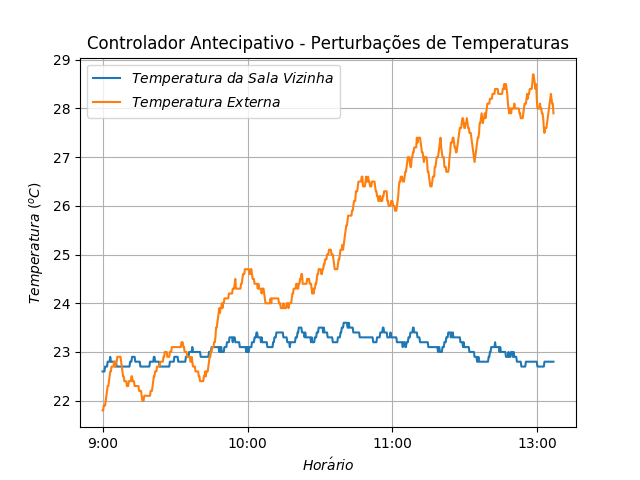 Controlador Antecipativo - Perturbações de Temperaturas
Temperatura da Sala Vizinha
Temperatura Externa
Temperatura (°C)
29
28
27
26
25
24
23
22
9:00
10:00
11:00
13:00
Horário